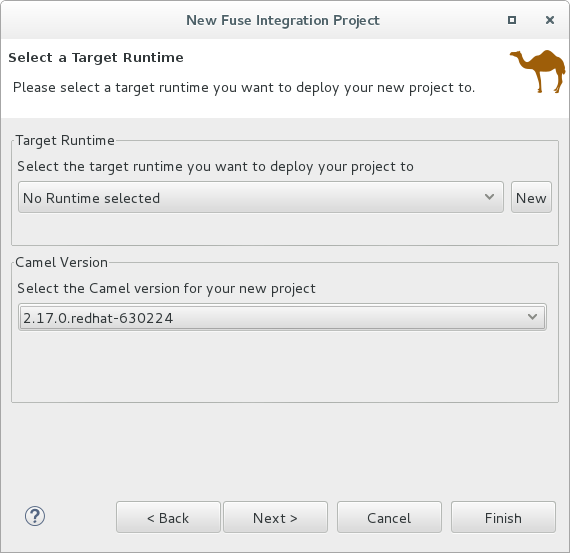 New Fuse Integration Project
Select a Target Runtime
Please select a target runtime you want to deploy your new project to.
Target Runtime
Select the target runtime you want to deploy your project to
No Runtime selected
New
Camel Version
Select the Camel version for your new project
2.17.0.redhat-630224
?
< Back
Next >
Cancel
Finish